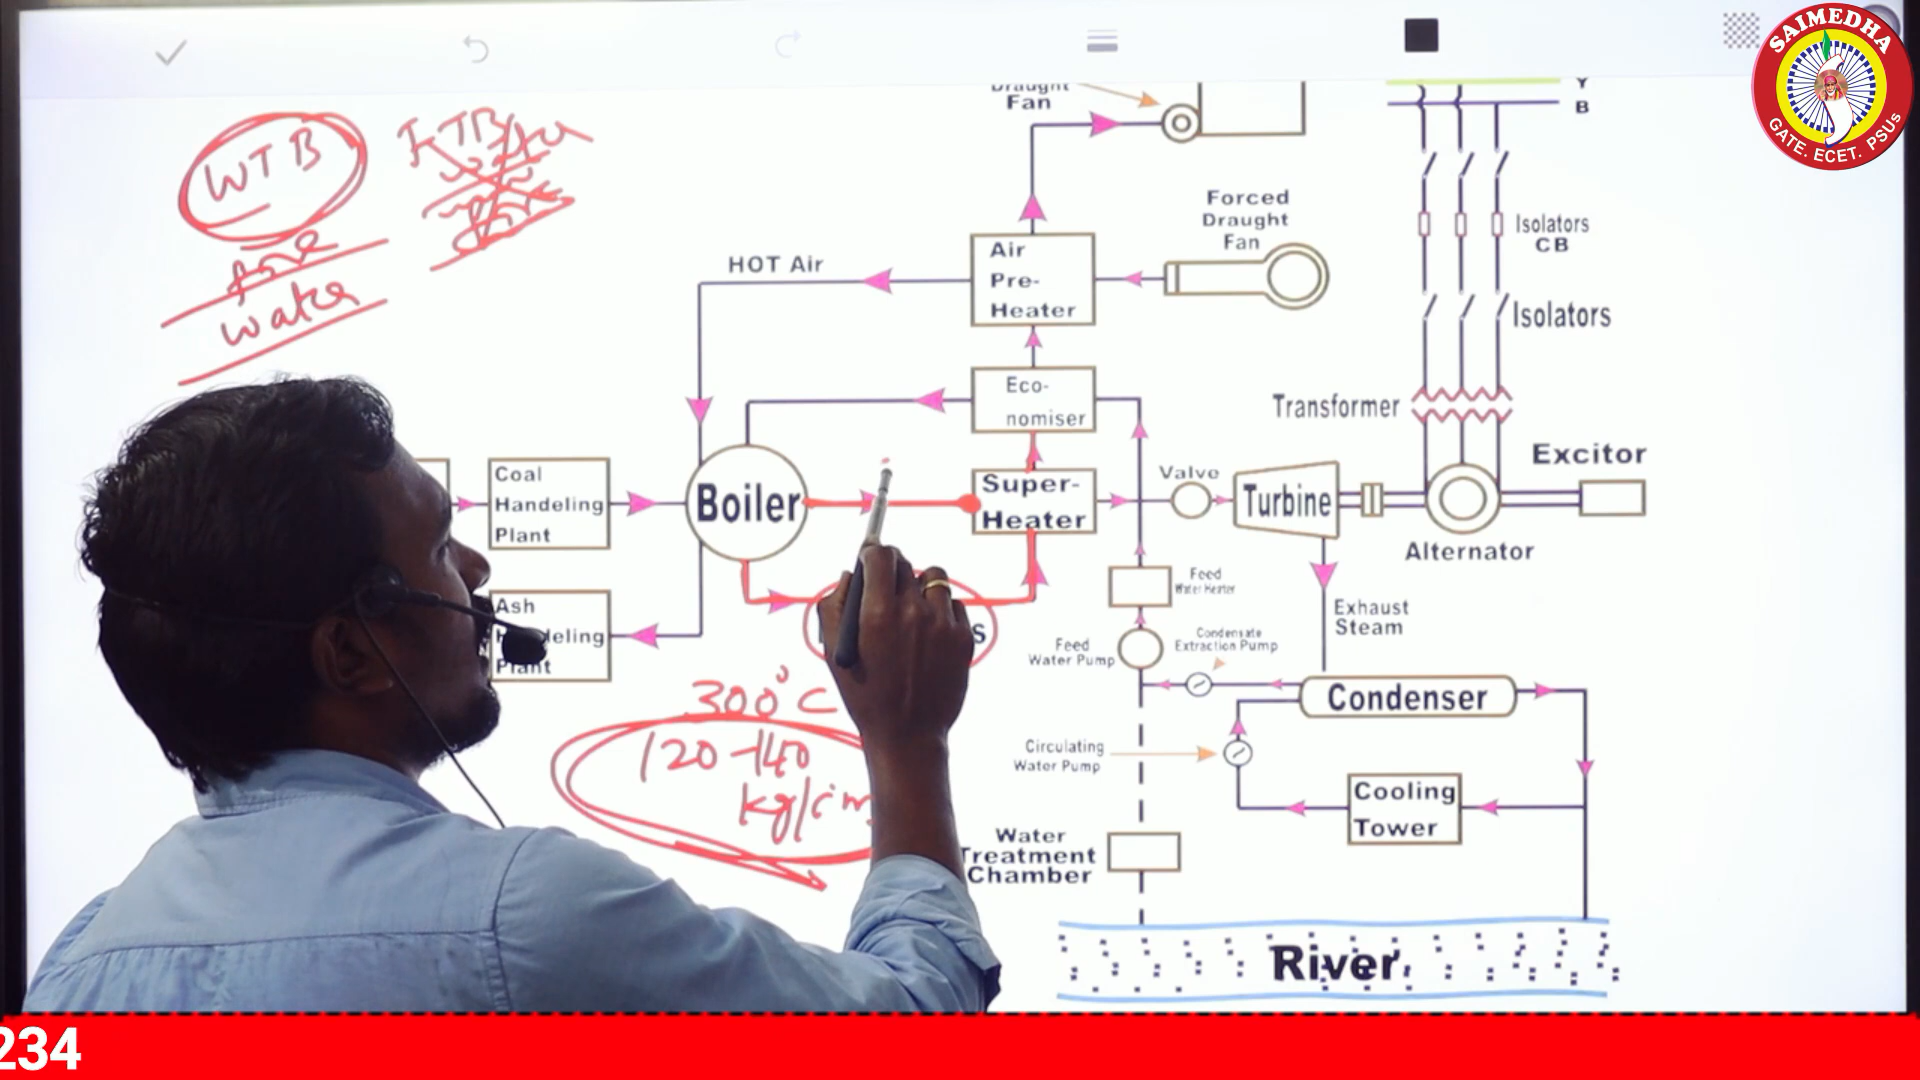 SAIMEDHA
GATE. ECET. PSUs
Draught
Fan
Y
B
WTB
water
Forced
Draught
Fan
Isolators
CB
Isolators
HOT Air
Air
Pre-
Heater
Eco-
nomiser
Transformer
Excitor
Coal
Handeling
Plant
Boiler
Super-
Heater
Valve
Turbine
Alternator
Feed
Water Heater
Exhaust
Steam
Ash
Plant
S
Feed
Water Pump
Condensate
Extraction Pump
Condenser
300°C
120-140
kg/cm
Circulating
Water Pump
Cooling
Tower
Water
Treatment
Chamber
River
234